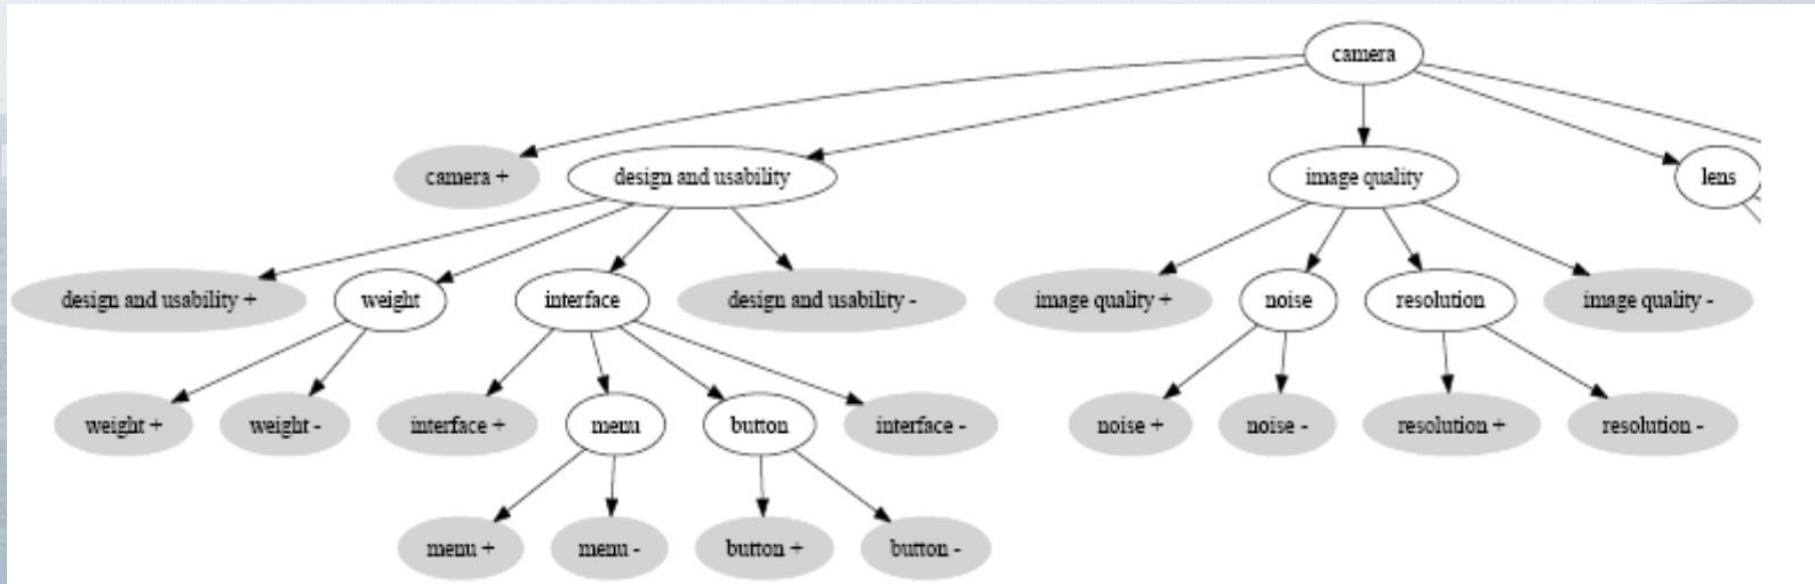 camera
camera +
design and usability
image quality
lens
design and usability +
weight
interface
design and usability -
image quality +
noise
resolution
image quality -
weight +
weight -
interface +
menu
button
interface -
noise +
noise -
resolution +
resolution -
menu +
menu -
button +
button -